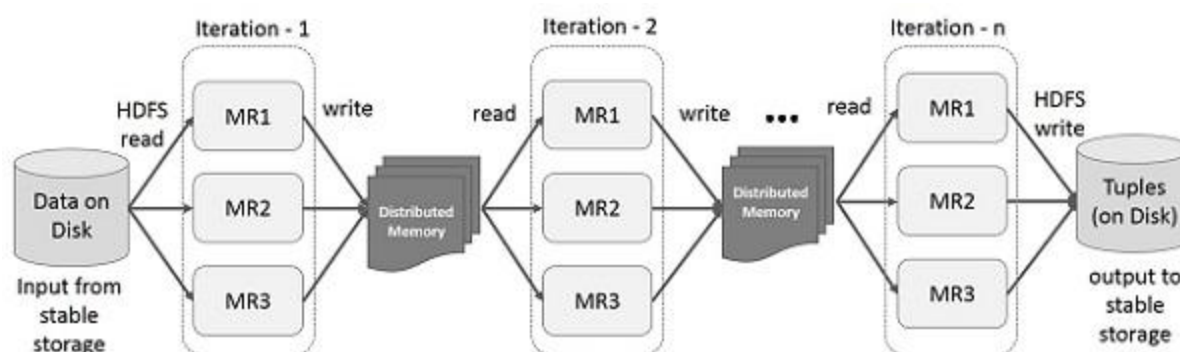 Iteration - 1
Iteration - 2
Iteration - n
HDFS
read
MR1
MR2
MR3
write
Data on
Disk
Input from
stable
storage
Distributed
Memory
read
MR1
MR2
MR3
write
...
Distributed
Memory
read
MR1
MR2
MR3
HDFS
write
Tuples
(on Disk)
output to
stable
storage